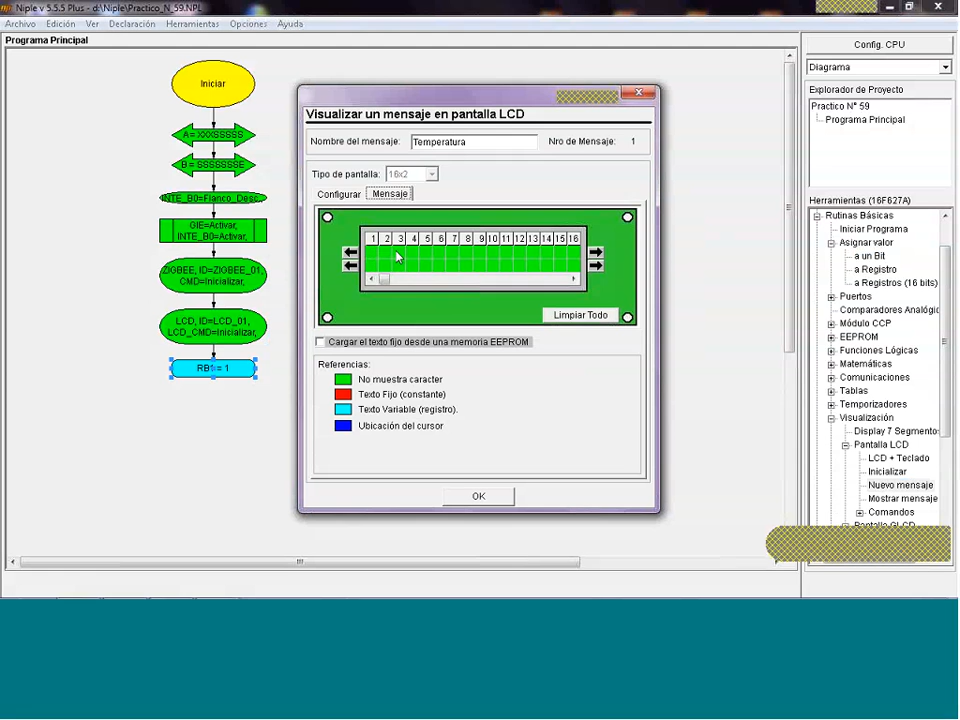 Niple v 5.5.5 Plus - d:\Niple\Practico_N_59.NPL
Archivo Edición Ver Declaración Herramientas Opciones Ayuda
Programa Principal
Iniciar
A= XXXSSSSS
B = SSSSSSSE
INTE_B0=Flanco_Desc.
GIE=Activar,
INTE_B0=Activar,
ZIGBEE, ID=ZIGBEE_01,
CMD=Inicializar,
LCD, ID=LCD_01,
LCD_CMD=Inicializar,
= 1
Visualizar un mensaje en pantalla LCD
Nombre del mensaje: Temperatura Nro de Mensaje: 1
Tipo de pantalla: 16x2
Configurar Mensaje
1 2 3 4 5 6 7 8 9 10 11 12 13 14 15 16
Limpiar Todo
Cargar el texto fijo desde una memoria EEPROM
Referencias:
No muestra caracter
Texto Fijo (constante)
Texto Variable (registro).
Ubicación del cursor
OK
Config. CPU
Diagrama
Explorador de Proyecto
Practico N° 59
Programa Principal
Herramientas (16F627A)
Rutinas Básicas
Iniciar Programa
Asignar valor
a un Bit
a Registro
a Registros (16 bits)
Puertos
Comparadores Analógic
Módulo CCP
EEPROM
Funciones Lógicas
Matemáticas
Comunicaciones
Tablas
Temporizadores
Visualización
Display 7 Segmento
Pantalla LCD
LCD + Teclado
Inicializar
Nuevo mensaje
Mostrar mensaje
Comandos